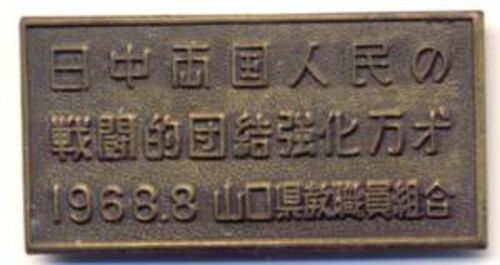 日中両国人民の
戦闘的団結強化万才
1968.8 山口県教職員組合